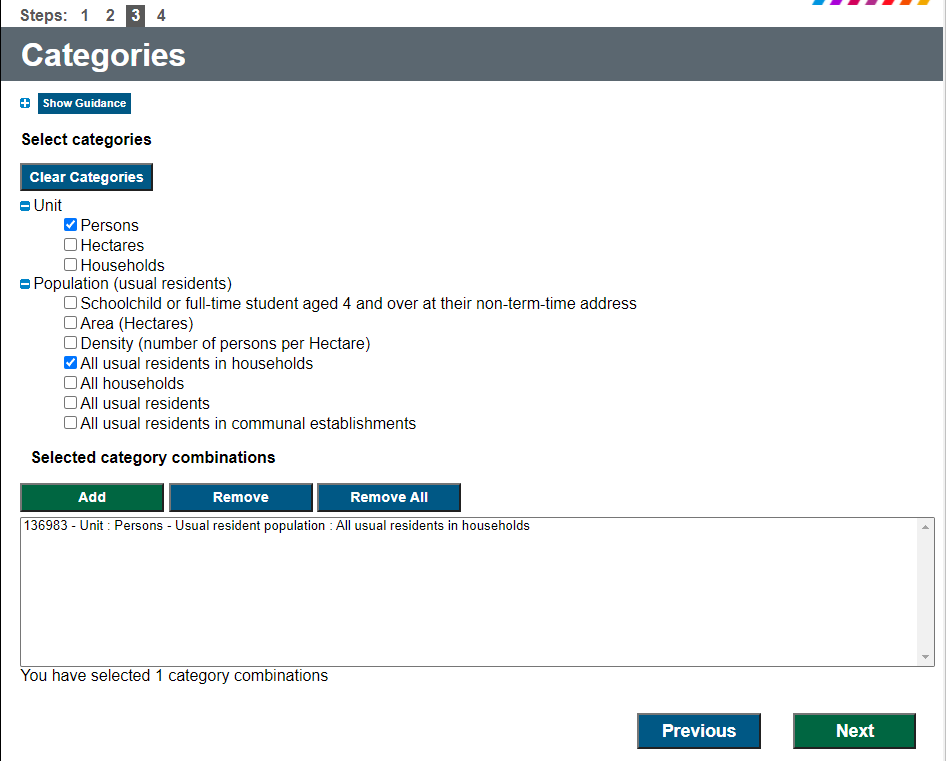 Steps: 1 2 3 4
Categories
Show Guidance
Select categories
Clear Categories
Unit
Persons
Hectares
Households
Population (usual residents)
Schoolchild or full-time student aged 4 and over at their non-term-time address
Area (Hectares)
Density (number of persons per Hectare)
All usual residents in households
All households
All usual residents
All usual residents in communal establishments
Selected category combinations
Add Remove Remove All
136983 - Unit : Persons - Usual resident population : All usual residents in households
You have selected 1 category combinations
Previous Next